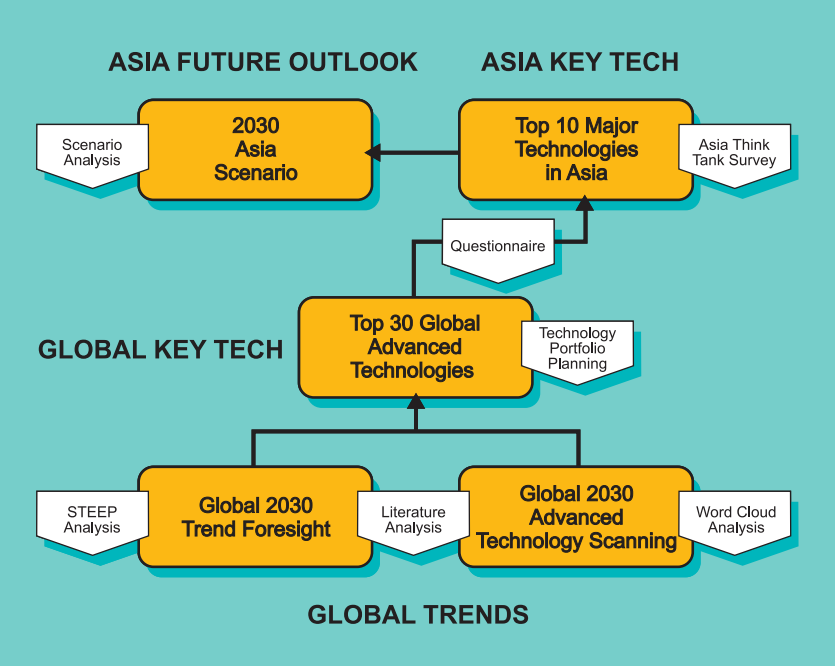 ASIA FUTURE OUTLOOK
ASIA KEY TECH
Scenario
Analysis
2030
Asia
Scenario
Top 10 Major
Technologies
in Asia
Asia Think
Tank Survey
Questionnaire
GLOBAL KEY TECH
Top 30 Global
Advanced
Technologies
Technology
Portfolio
Planning
STEEP
Analysis
Global 2030
Trend Foresight
Literature
Analysis
Global 2030
Advanced
Technology Scanning
Word Cloud
Analysis
GLOBAL TRENDS